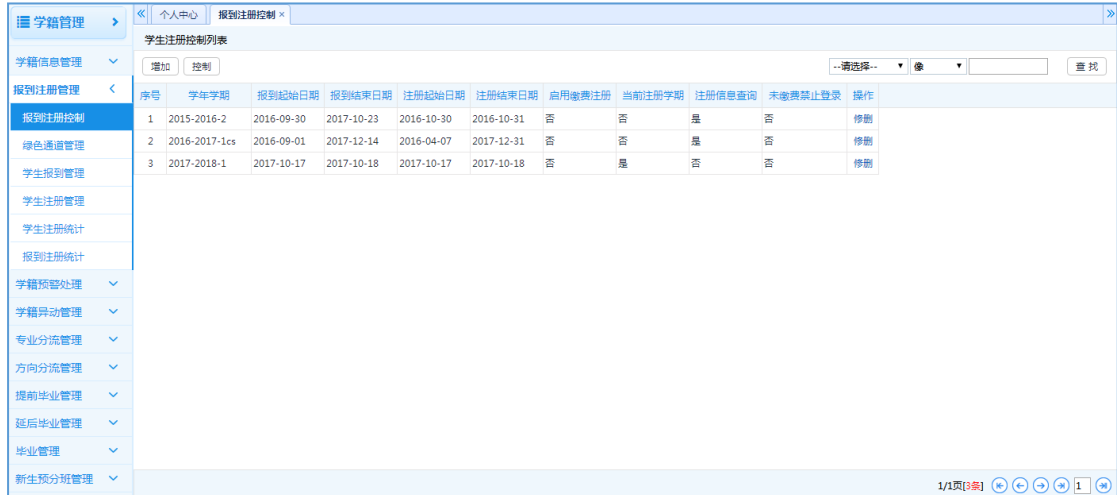 学籍管理
学籍信息管理
报到注册管理
报到注册控制
绿色通道管理
学生报到管理
学生注册管理
学生注册统计
报到注册统计
学籍预警处理
学籍异动管理
专业分流管理
方向分流管理
提前毕业管理
延后毕业管理
毕业管理
新生预分班管理
个人中心 报到注册控制 ×
学生注册控制列表
增加 控制 --请选择-- 像 查 找
序号 学年学期 报到起始日期 报到结束日期 注册起始日期 注册结束日期 启用缴费注册 当前注册学期 注册信息查询 未缴费禁止登录 操作
1 2015-2016-2 2016-09-30 2017-10-23 2016-10-30 2016-10-31 否 否 是 否 修删
2 2016-2017-1cs 2016-09-01 2017-12-14 2016-04-07 2017-12-31 否 否 是 否 修删
3 2017-2018-1 2017-10-17 2017-10-18 2017-10-17 2017-10-18 否 是 否 否 修删
1/1页[3条] 1